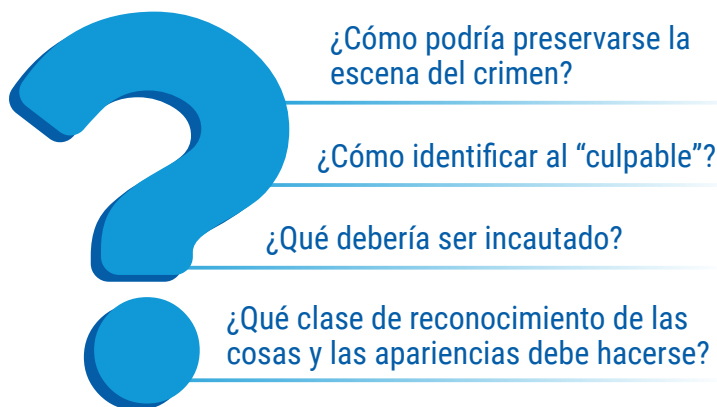 ¿Cómo podría preservarse la
escena del crimen?
¿Cómo identificar al “culpable”?
¿Qué debería ser incautado?
¿Qué clase de reconocimiento de las
cosas y las apariencias debe hacerse?